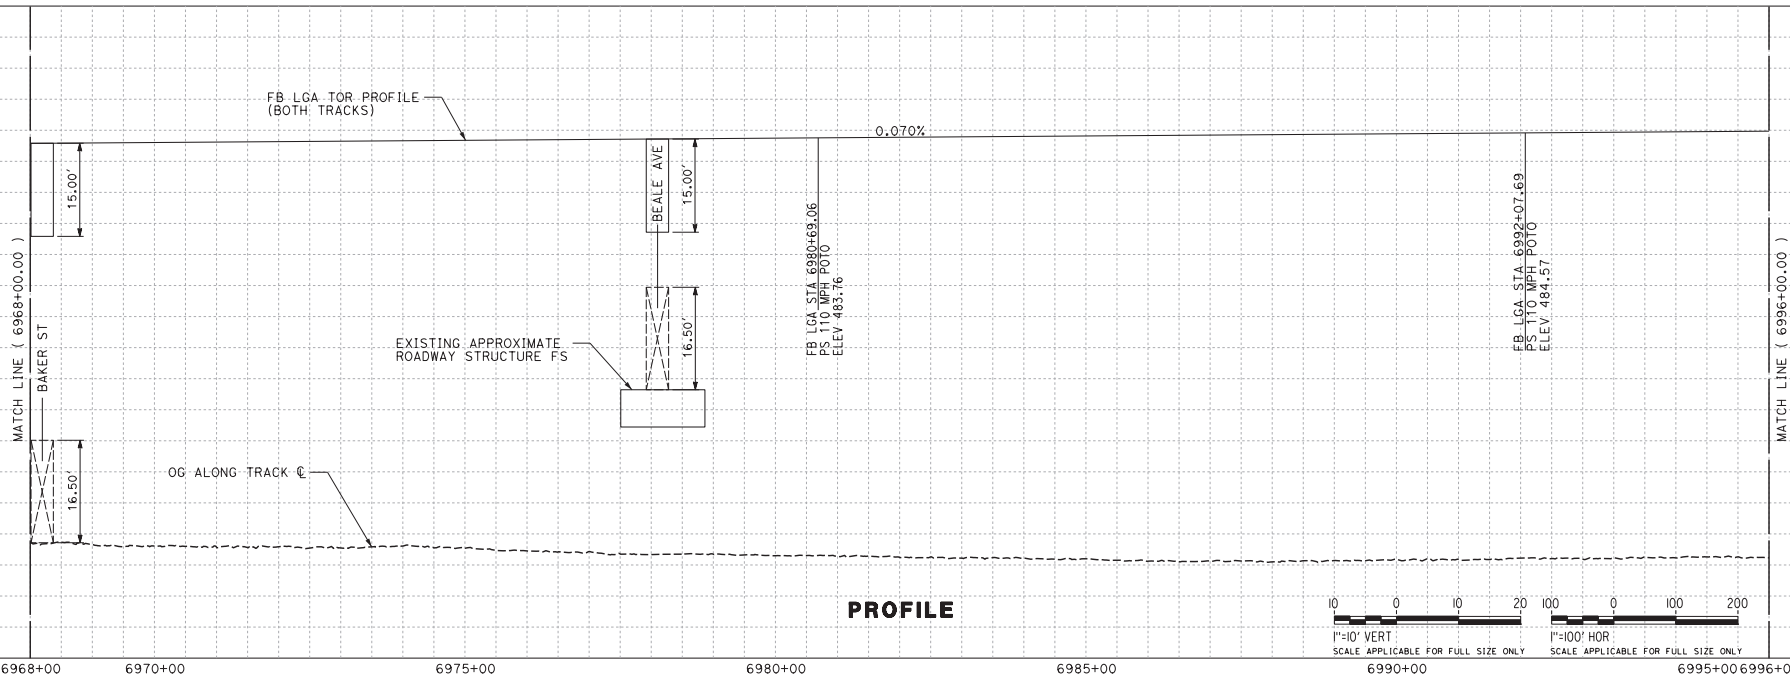 FB LGA TOR PROFILE
(BOTH TRACKS)
0.070%
15.00'
BEALE AVE
15.00'
FB LGA STA 6980+69.06
PS 110 MPH POTO
ELEV 483.76
FB LGA STA 6992+07.69
PS 110 MPH POTO
ELEV 484.57
MATCH LINE ( 6968+00.00 )
BAKER ST
MATCH LINE ( 6996+00.00 )
16.50'
EXISTING APPROXIMATE
ROADWAY STRUCTURE FS
OG ALONG TRACK ℄
16.50'
PROFILE
10 0 10 20
1"=10' VERT
SCALE APPLICABLE FOR FULL SIZE ONLY
100 0 100 200
1"=100' HOR
SCALE APPLICABLE FOR FULL SIZE ONLY
6968+00 6970+00 6975+00 6980+00 6985+00 6990+00 6995+00 6996+0